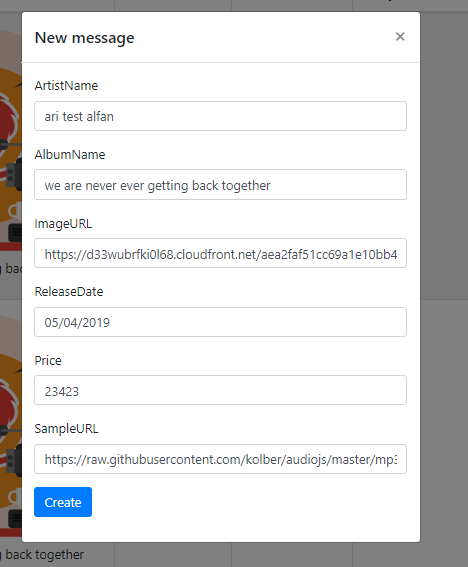 New message
×
ArtistName
ari test alfan
AlbumName
we are never ever getting back together
ImageURL
https://d33wubrfki0l68.cloudfront.net/aea2faf51cc69a1e10bb4
ReleaseDate
05/04/2019
Price
23423
SampleURL
https://raw.githubusercontent.com/kolber/audiojs/master/mp3
Create
back together